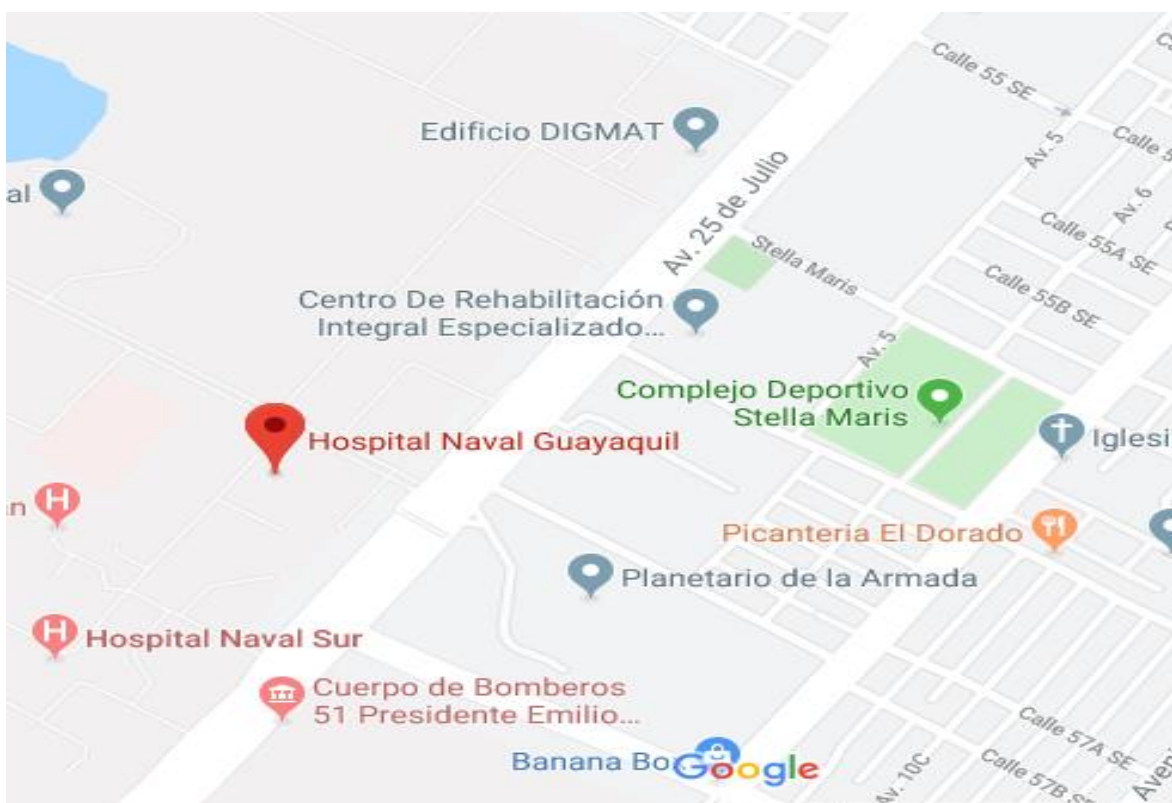 Calle 55 SE
Edificio DIGMAT
Av. 5
Av. 6
al
Av. 25 de Julio
Stella Maris
Calle 55A SE
Calle 55B SE
Centro De Rehabilitación
Integral Especializado...
Av. 5
Complejo Deportivo
Stella Maris
Hospital Naval Guayaquil
Iglesi
n
H
Picanteria El Dorado
Planetario de la Armada
H
Hospital Naval Sur
Cuerpo de Bomberos
51 Presidente Emilio...
Banana Bo
Google
Av. 10C
Calle 57A SE
Calle 57B
Aven